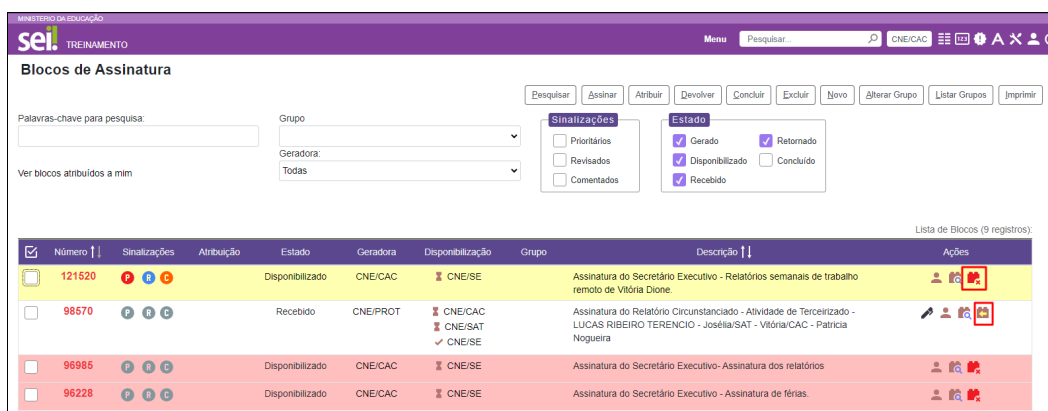 MINISTERIO DA EDUCAÇÃO
sei! TREINAMENTO
Menu Pesquisar... CNE/CAC 123 A
Blocos de Assinatura
Pesquisar Assinar Atribuir Devolver Concluir Excluir Novo Alterar Grupo Listar Grupos Imprimir
Palavras-chave para pesquisa: Grupo Sinalizações Estado
Prioritários Gerado Retornado
Geradora:
Ver blocos atribuídos a mim Todas Revisados Disponibilizado Concluído
Comentados Recebido
Lista de Blocos (9 registros):
Número Sinalizações Atribuição Estado Geradora Disponibilização Grupo Descrição Ações
121520 P R C Disponibilizado CNE/CAC CNE/SE Assinatura do Secretário Executivo - Relatórios semanais de trabalho
remoto de Vitória Dione.
98570 P R C Recebido CNE/PROT CNE/CAC Assinatura do Relatório Circunstanciado - Atividade de Terceirizado -
CNE/SAT LUCAS RIBEIRO TERENCIO - Josélia/SAT - Vitória/CAC - Patricia
CNE/SE Nogueira
96985 P R C Disponibilizado CNE/CAC CNE/SE Assinatura do Secretário Executivo- Assinatura dos relatórios
96228 P R C Disponibilizado CNE/CAC CNE/SE Assinatura do Secretário Executivo - Assinatura de férias.